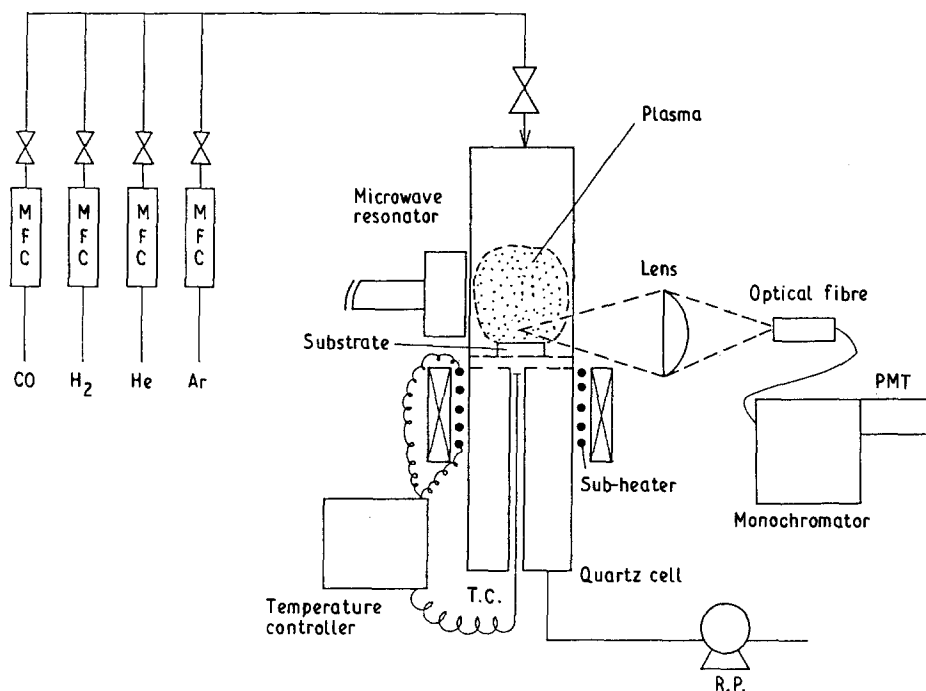 Plasma
Microwave
resonator
M M M M
F F F F
C C C C
Lens
Optical fibre
Substrate
CO H2 He Ar
PMT
Sub-heater
Monochromator
Quartz cell
T.C.
Temperature
controller
R.P.